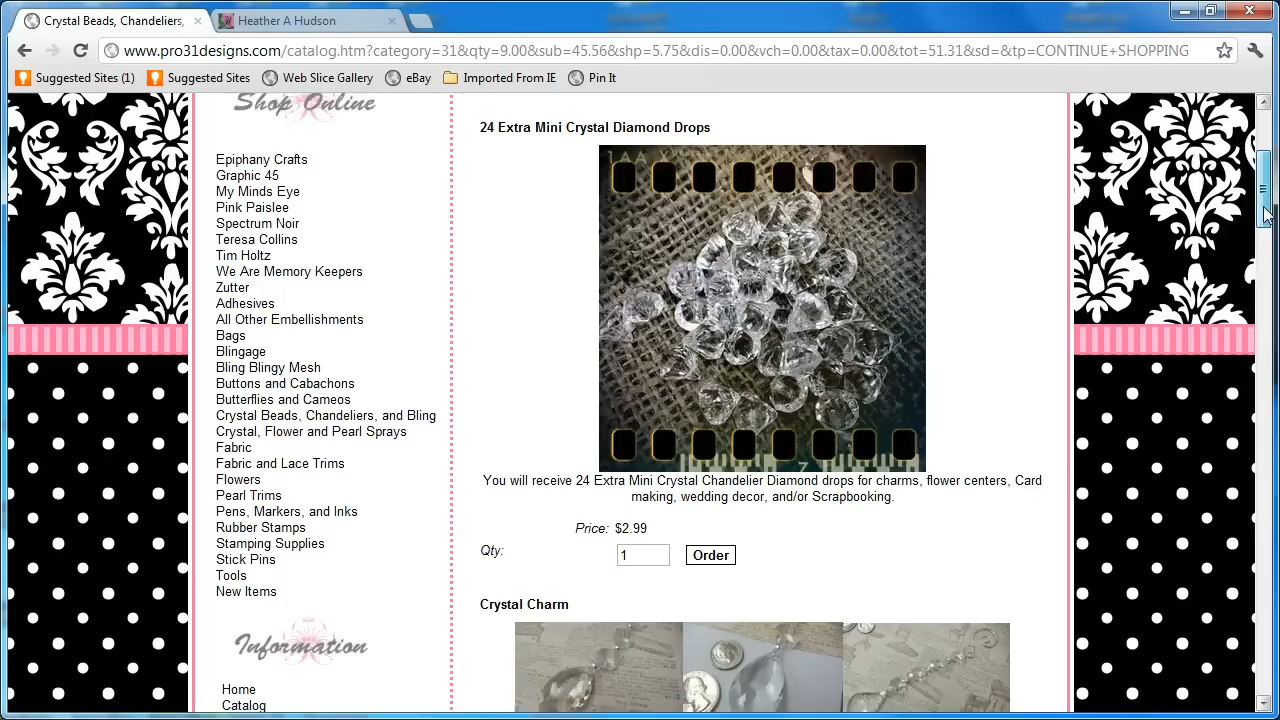 Crystal Beads, Chandeliers,
Heather A Hudson
www.pro31designs.com/catalog.htm?category=31&qty=9.00&sub=45.56&shp=5.75&dis=0.00&vch=0.00&tax=0.00&tot=51.31&sd=&tp=CONTINUE+SHOPPING
Suggested Sites (1)
Suggested Sites
Web Slice Gallery
eBay
Imported From IE
Pin It
Shop Online
Epiphany Crafts
Graphic 45
My Minds Eye
Pink Paislee
Spectrum Noir
Teresa Collins
Tim Holtz
We Are Memory Keepers
Zutter
Adhesives
All Other Embellishments
Bags
Blingage
Bling Blingy Mesh
Buttons and Cabachons
Butterflies and Cameos
Crystal Beads, Chandeliers, and Bling
Crystal, Flower and Pearl Sprays
Fabric
Fabric and Lace Trims
Flowers
Pearl Trims
Pens, Markers, and Inks
Rubber Stamps
Stamping Supplies
Stick Pins
Tools
New Items
Information
Home
Catalog
24 Extra Mini Crystal Diamond Drops
You will receive 24 Extra Mini Crystal Chandelier Diamond drops for charms, flower centers, Card
making, wedding decor, and/or Scrapbooking.
Price: $2.99
Qty:
1
Order
Crystal Charm